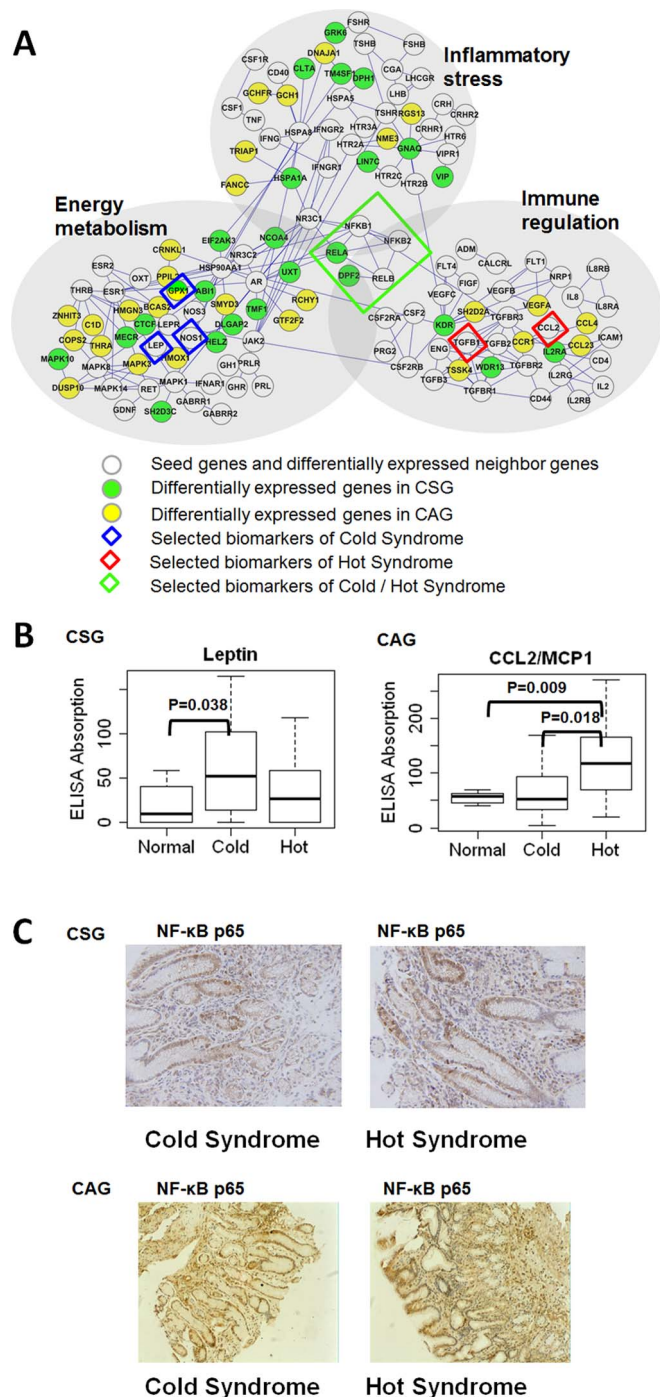 A
Inflammatory
stress
FSHR
GRK6
TSHB
FSHB
DNAJA1
CSF1R
CLTA
TM4SF1
DPH1
CGA
LHCGR
CD40
GCHFR
GCH1
HSPA5
LHB
CRH
CSF1
TNF
HSPA8
IFNGR2
HTR3A
TSHR
RGS13
CRHR2
CRHR1
HTR6
IFNG
HTR2A
NME3
GNAQ
VIPR1
TRIAP1
IFNGR1
LIN7C
HTR2C
HTR2B
VIP
FANCC
HSPA1A
Energy
metabolism
Immune
regulation
NR3C1
NFKB1
NFKB2
RELA
DPF2
RELB
EIF2AK3
NCOA4
CRNKL1
NR3C2
UXT
ESR2
OXT
PPIL2
HSP90AA1
AR
THRB
ESR1
GPX1
ABI1
SMYD3
RCHY1
ZNHIT3
C1D
HMGN3
BCAS2
NOS3
TMF1
GTF2F2
CTCF
LEPR
DLGAP2
COPS2
THRA
MECR
LEP
NOS1
HELZ
JAK2
MAPK10
MAPK3
HMOX1
MAPK8
DUSP10
MAPK14
RET
MAPK1
IFNAR1
GH1
PRLR
GHR
PRL
GDNF
SH2D3C
GABRR1
GABRR2
ADM
CALCRL
FLT1
FLT4
FIGF
NRP1
IL8RB
VEGFC
VEGFB
VEGFA
IL8
IL8RA
CSF2RA
CSF2
SH2D2A
TGFBR3
CCL2
CCL4
KDR
ICAM1
PRG2
ENG
TGFB1
TGFB2
CCR1
CCL23
IL2RA
CD4
CSF2RB
TSSK4
WDR13
TGFBR2
IL2RG
IL2
TGFB3
TGFBR1
CD44
IL2RB
Seed genes and differentially expressed neighbor genes
Differentially expressed genes in CSG
Differentially expressed genes in CAG
Selected biomarkers of Cold Syndrome
Selected biomarkers of Hot Syndrome
Selected biomarkers of Cold / Hot Syndrome
B
CSG
Leptin
P=0.038
ELISA Absorption
0 50 100
Normal Cold Hot
CAG
CCL2/MCP1
P=0.009
P=0.018
ELISA Absorption
0 100 200
Normal Cold Hot
C
CSG
NF-κB p65
NF-κB p65
Cold Syndrome
Hot Syndrome
CAG
NF-κB p65
NF-κB p65
Cold Syndrome
Hot Syndrome